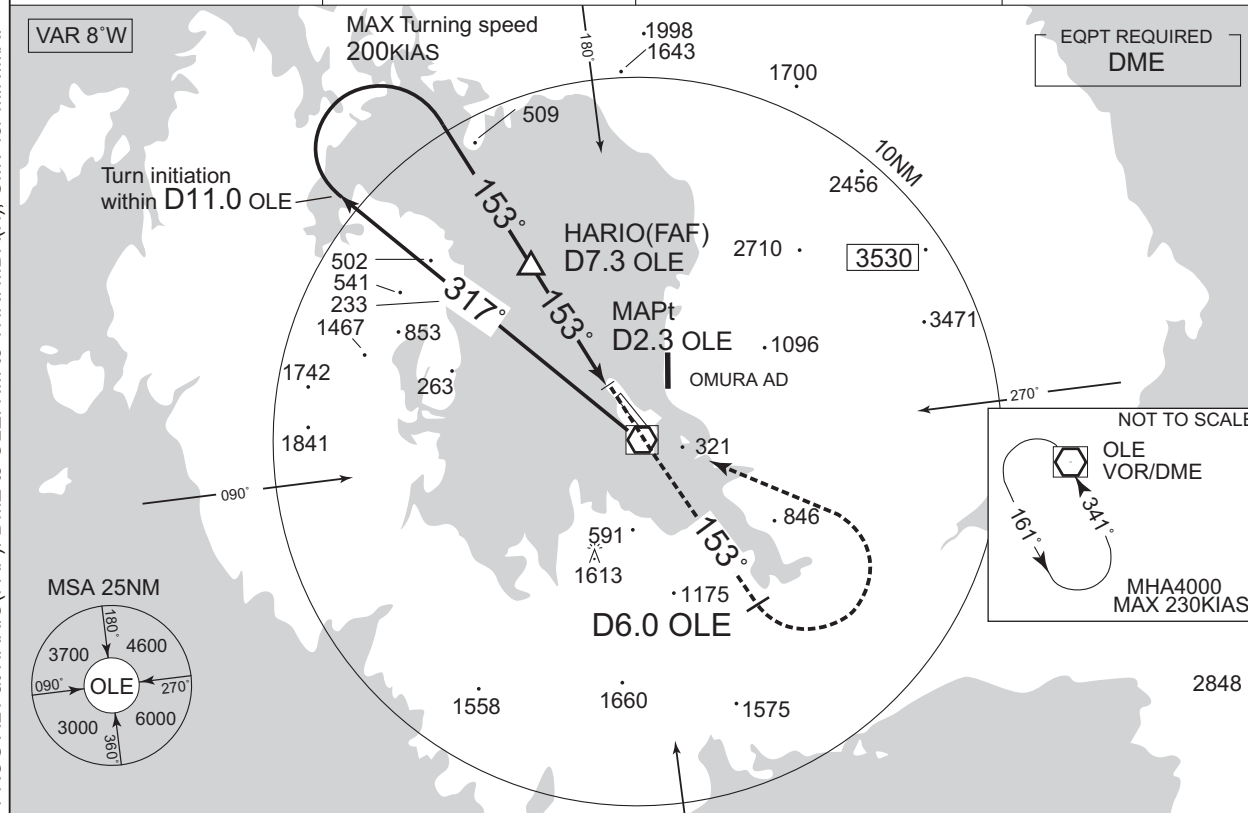 VAR 8°W
MAX Turning speed
200KIAS
180°
1998
1643
1700
EQPT REQUIRED
DME
509
10NM
2456
Turn initiation
within D11.0 OLE
153°
HARIO(FAF)
D7.3 OLE
2710
3530
502
541
233
317°
1467
853
153°
MAPt
D2.3 OLE
1096
3471
1742
263
OMURA AD
270°
1841
321
NOT TO SCALE
OLE
VOR/DME
161°
341°
MHA4000
MAX 230KIAS
090°
846
591
1613
153°
1175
D6.0 OLE
MSA 25NM
180°
3700
4600
090°
OLE
270°
3000
6000
360°
1558
1660
1575
2848